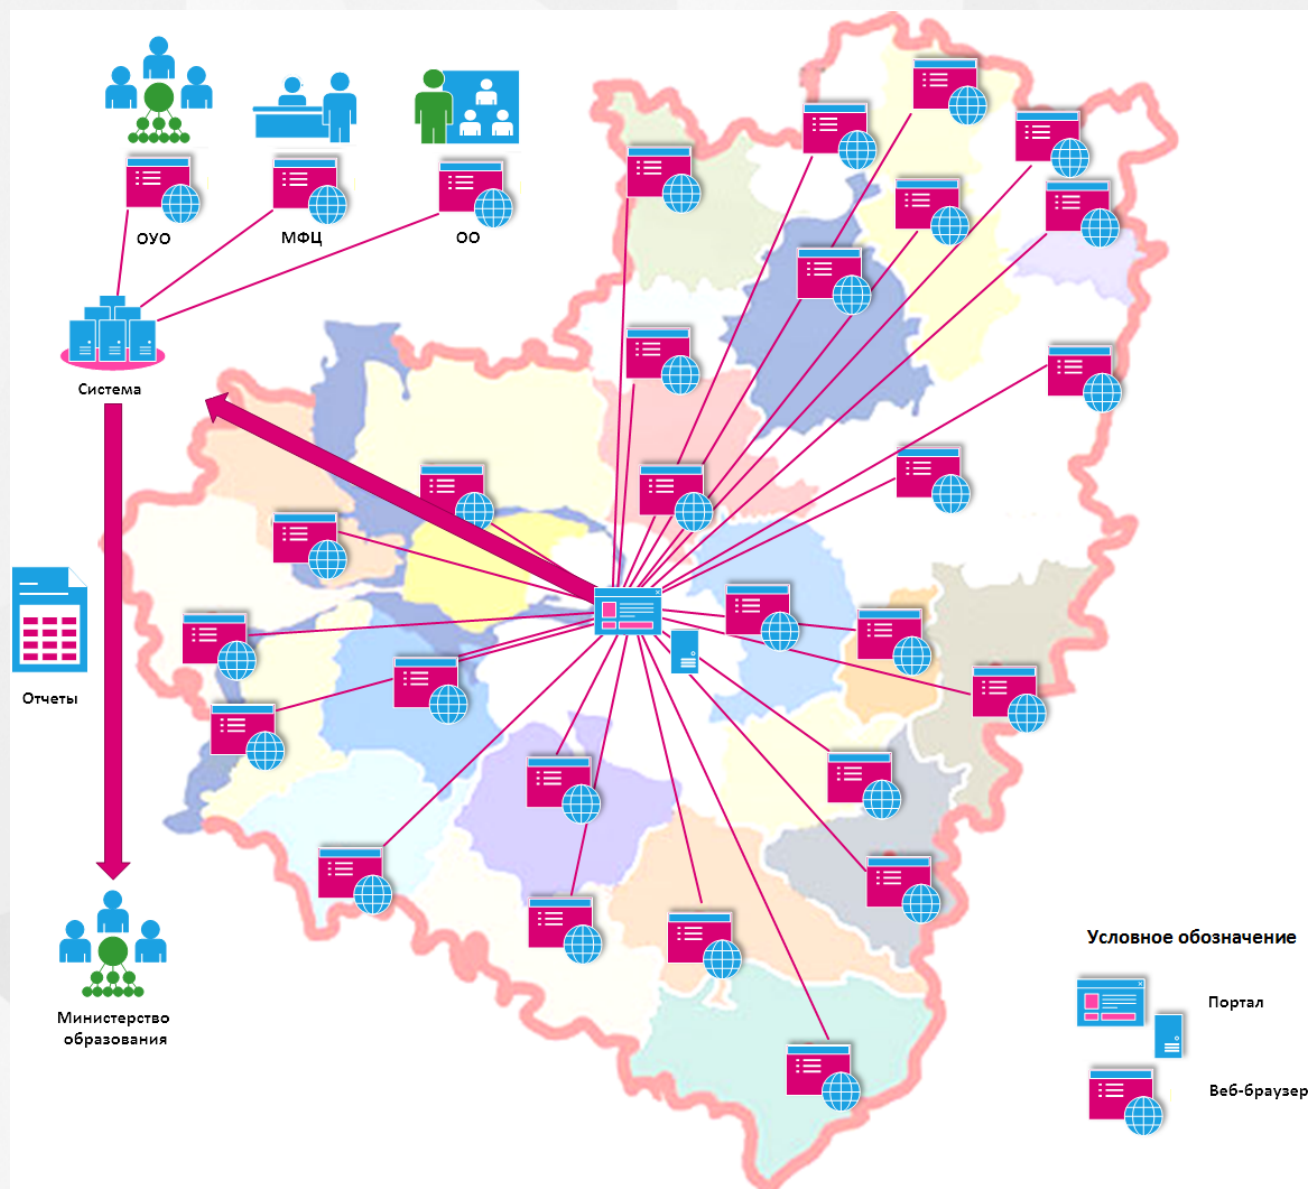 ОУО
МФЦ
ОО
Система
Отчеты
Министерство
образования
Условное обозначение
Портал
Веб-браузер